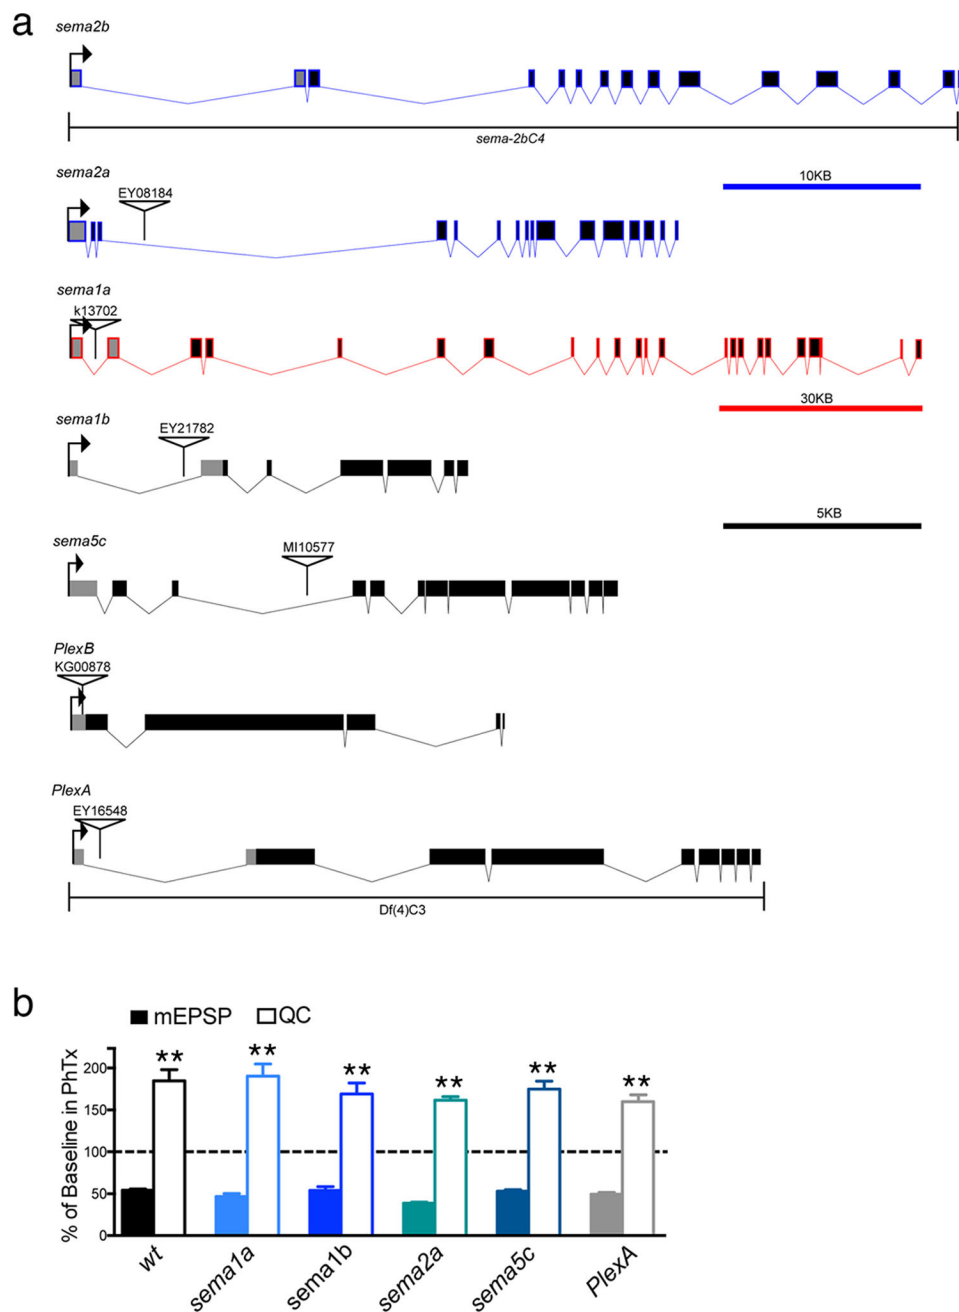 a
sema2b
sema-2bC4
sema2a
EY08184
10KB
sema1a
k13702
30KB
sema1b
EY21782
5KB
sema5c
MI10577
PlexB
KG00878
PlexA
EY16548
Df(4)C3
b
mEPSP QC
% of Baseline in PhTx
** ** ** ** ** **
200
150
100
50
0
wt sema1a sema1b sema2a sema5c PlexA